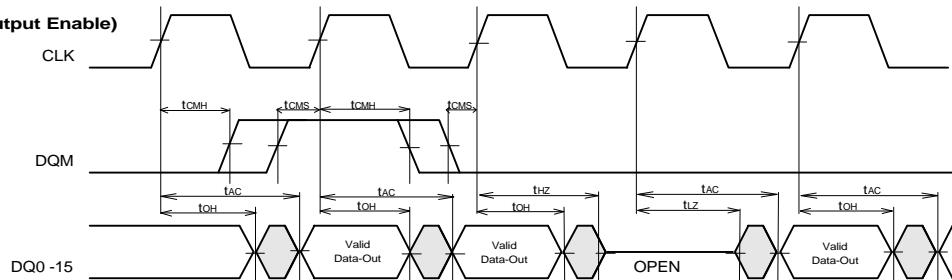 utput Enable)
CLK
tCMH
tCMS
tCMH
tCMS
DQM
tAC
tAC
tHZ
tAC
tAC
tOH
tOH
tOH
tLZ
tOH
DQ0 -15
Valid
Data-Out
Valid
Data-Out
OPEN
Valid
Data-Out